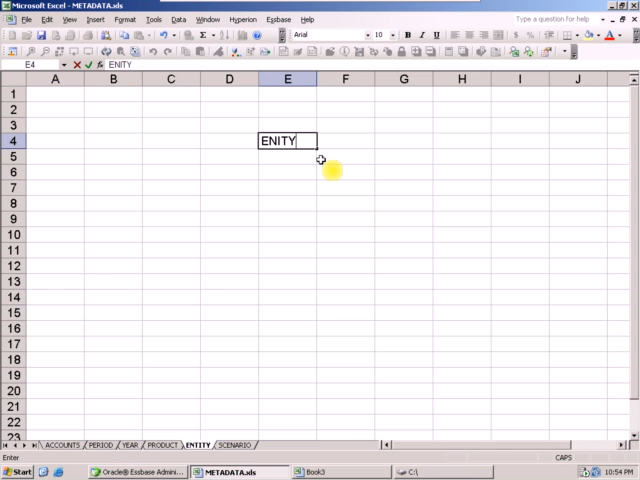 Microsoft Excel - METADATA.xls
File Edit View Insert Format Tools Data Window Hyperion Essbase Help Type a question for help
Arial 10 B I U $ %
E4 ENITY
A B C D E F G H I J
1
2
3
4 ENITY
5
6
7
8
9
10
11
12
13
14
15
16
17
18
19
20
21
22
23
ACCOUNTS PERIOD YEAR PRODUCT ENTITY SCENARIO
Enter CAPS
Start Oracle® Essbase Admini... METADATA.xls Book3 C:\ 10:54 PM